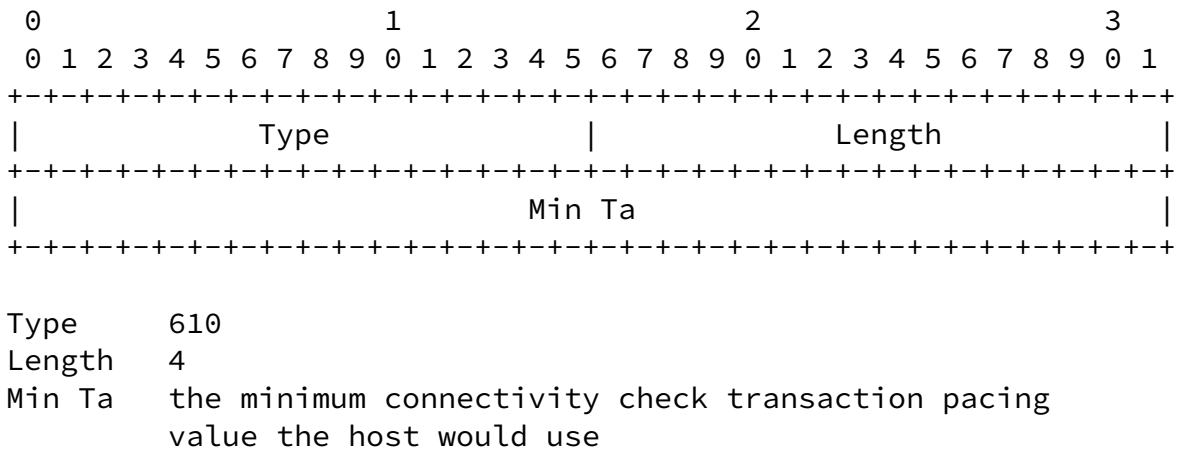 0                   1                   2                   3
 0 1 2 3 4 5 6 7 8 9 0 1 2 3 4 5 6 7 8 9 0 1 2 3 4 5 6 7 8 9 0 1
+-+-+-+-+-+-+-+-+-+-+-+-+-+-+-+-+-+-+-+-+-+-+-+-+-+-+-+-+-+-+-+-+
|             Type              |             Length            |
+-+-+-+-+-+-+-+-+-+-+-+-+-+-+-+-+-+-+-+-+-+-+-+-+-+-+-+-+-+-+-+-+
|                            Min Ta                             |
+-+-+-+-+-+-+-+-+-+-+-+-+-+-+-+-+-+-+-+-+-+-+-+-+-+-+-+-+-+-+-+-+

Type     610
Length   4
Min Ta   the minimum connectivity check transaction pacing
         value the host would use